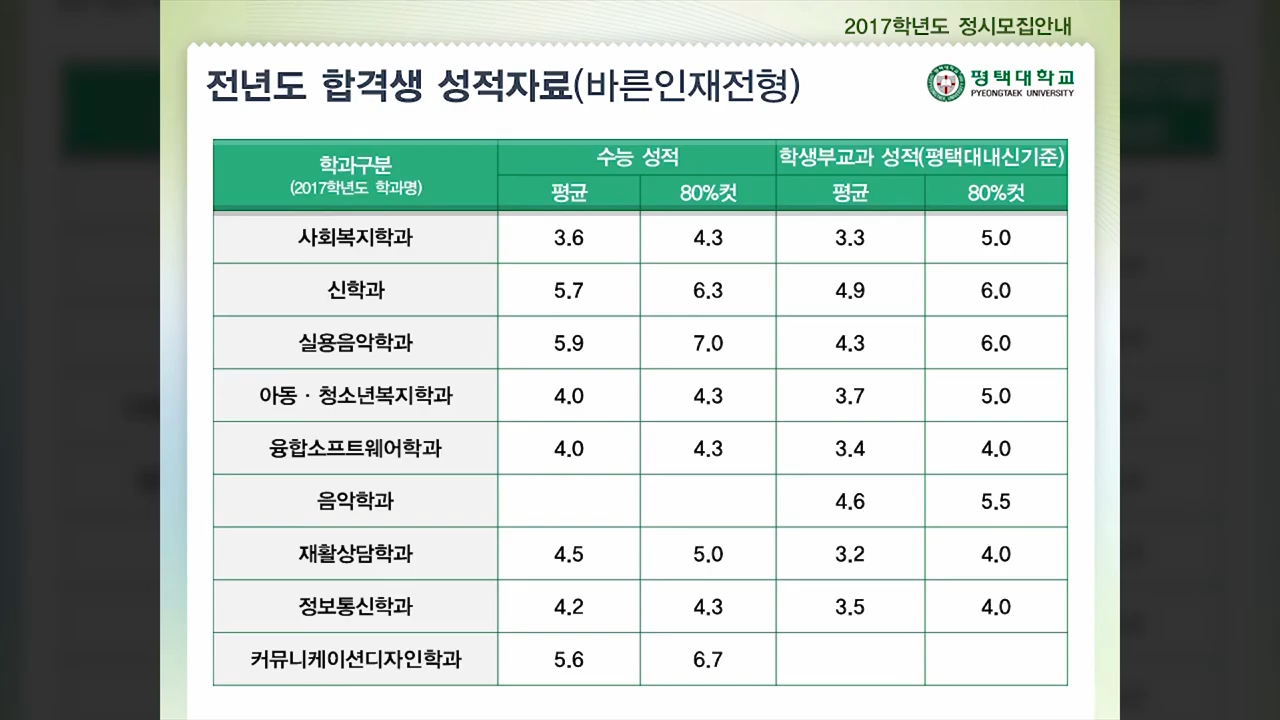 2017학년도 정시모집안내
전년도 합격생 성적자료(바른인재전형)
평택대학교
PYEONGTAEK UNIVERSITY
학과구분 수능 성적 학생부교과 성적(평택대내신기준)
(2017학년도 학과명) 평균 80%컷 평균 80%컷
사회복지학과 3.6 4.3 3.3 5.0
신학과 5.7 6.3 4.9 6.0
실용음악학과 5.9 7.0 4.3 6.0
아동 · 청소년복지학과 4.0 4.3 3.7 5.0
융합소프트웨어학과 4.0 4.3 3.4 4.0
음악학과 4.6 5.5
재활상담학과 4.5 5.0 3.2 4.0
정보통신학과 4.2 4.3 3.5 4.0
커뮤니케이션디자인학과 5.6 6.7